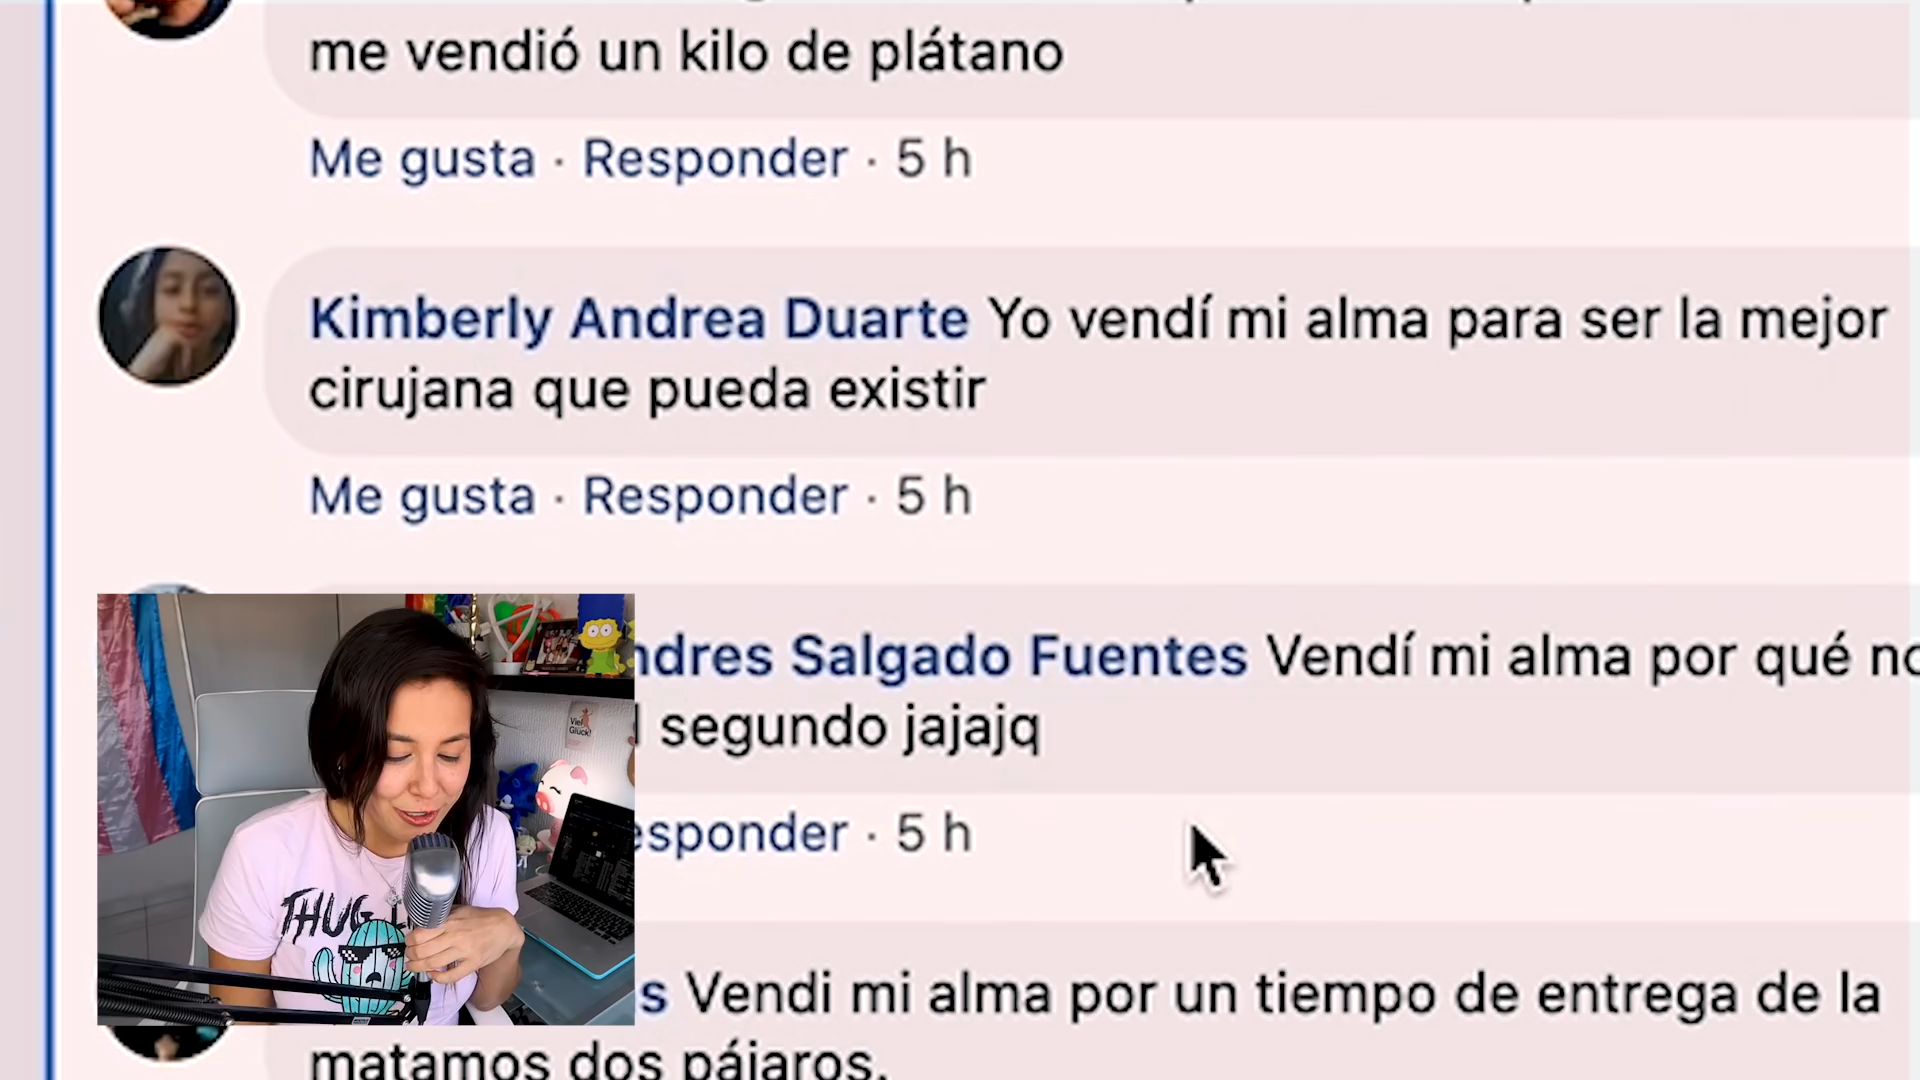 me vendió un kilo de plátano
Me gusta · Responder · 5 h
Kimberly Andrea Duarte Yo vendí mi alma para ser la mejor
cirujana que pueda existir
Me gusta · Responder · 5 h
ndres Salgado Fuentes Vendí mi alma por qué no
segundo jajajq
esponder · 5 h
s Vendi mi alma por un tiempo de entrega de la
matamos dos pájaros.
Viel
Glück!
THUG